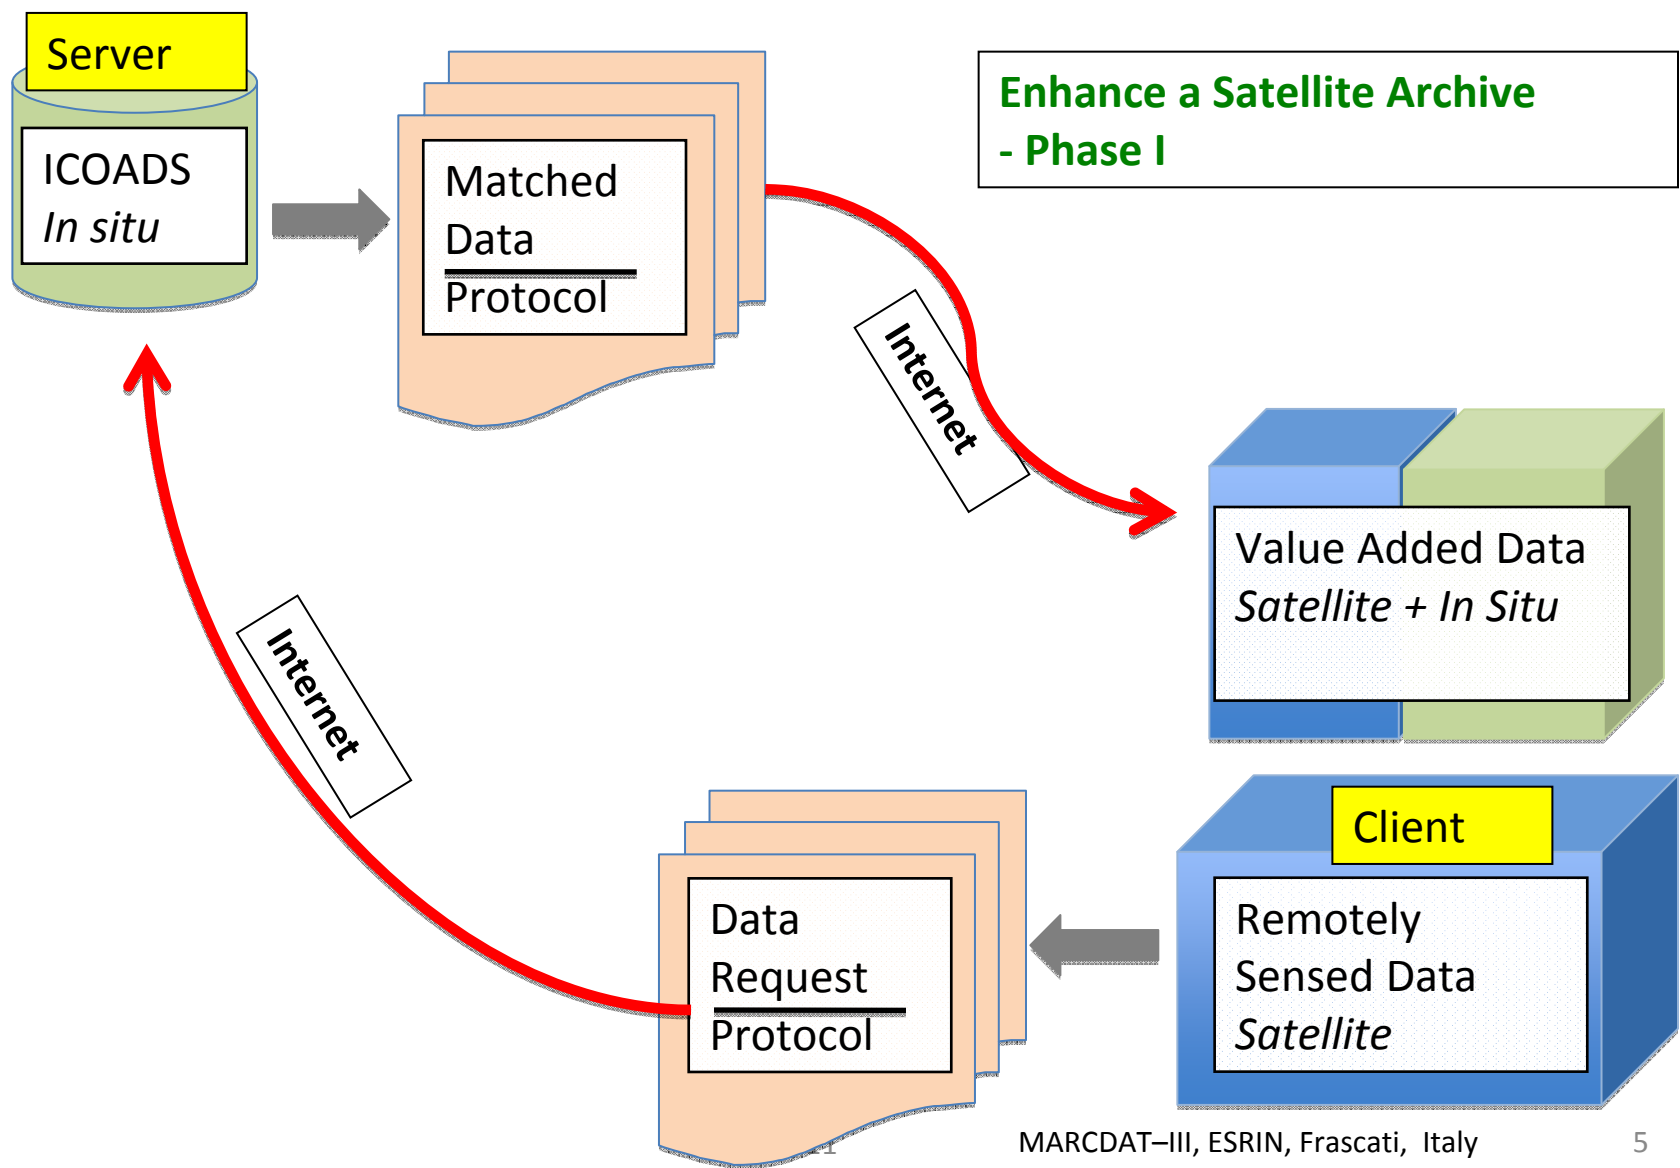 Server
ICOADS
In situ
Matched
Data
Protocol
Enhance a Satellite Archive
- Phase I
Internet
Internet
Value Added Data
Satellite + In Situ
Client
Remotely
Sensed Data
Satellite
Data
Request
Protocol
MARCDAT–III, ESRIN, Frascati, Italy
5